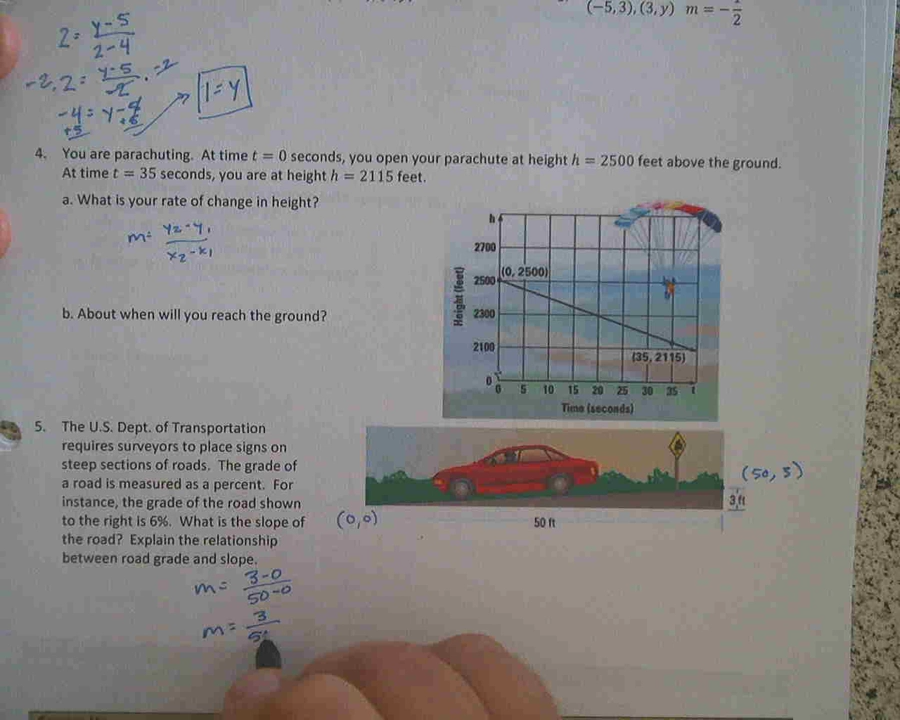 (-5, 3), (3, y) m = -1/2
2 = y-5/2-4
-2 · 2 = y-5/-2 · -2
-4 = y-5
+5 +5
1 = y
4. You are parachuting. At time t = 0 seconds, you open your parachute at height h = 2500 feet above the ground.
At time t = 35 seconds, you are at height h = 2115 feet.
a. What is your rate of change in height?
m = y2-y1/x2-x1
b. About when will you reach the ground?
h
2700
2500
2300
2100
0
(0, 2500)
(35, 2115)
0 5 10 15 20 25 30 35 t
Height (feet)
Time (seconds)
5. The U.S. Dept. of Transportation
requires surveyors to place signs on
steep sections of roads. The grade of
a road is measured as a percent. For
instance, the grade of the road shown
to the right is 6%. What is the slope of
the road? Explain the relationship
between road grade and slope.
(50, 3)
3 ft
(0,0)
50 ft
m = 3-0/50-0
m = 3/5